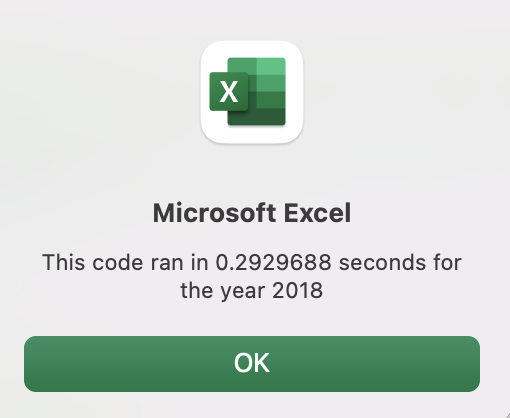 X
Microsoft Excel
This code ran in 0.2929688 seconds for
the year 2018
OK